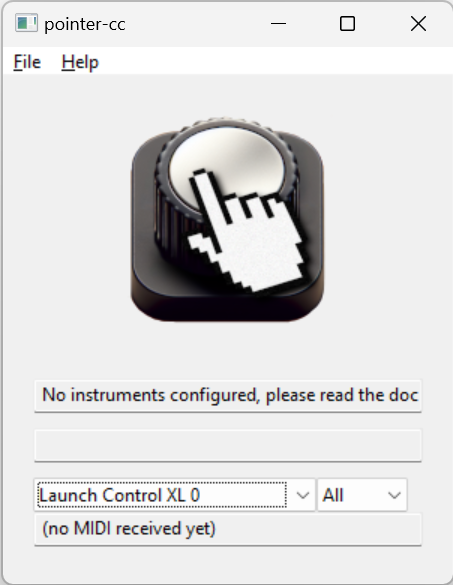 pointer-cc
File Help
No instruments configured, please read the doc
Launch Control XL 0 All
(no MIDI received yet)